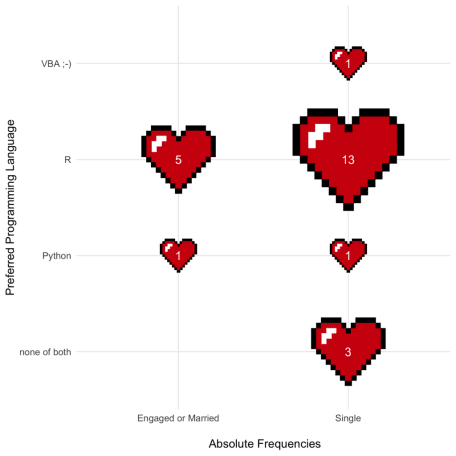 Preferred Programming Language
VBA ;-)
1
R
5
13
Python
1
1
none of both
3
Engaged or Married
Single
Absolute Frequencies